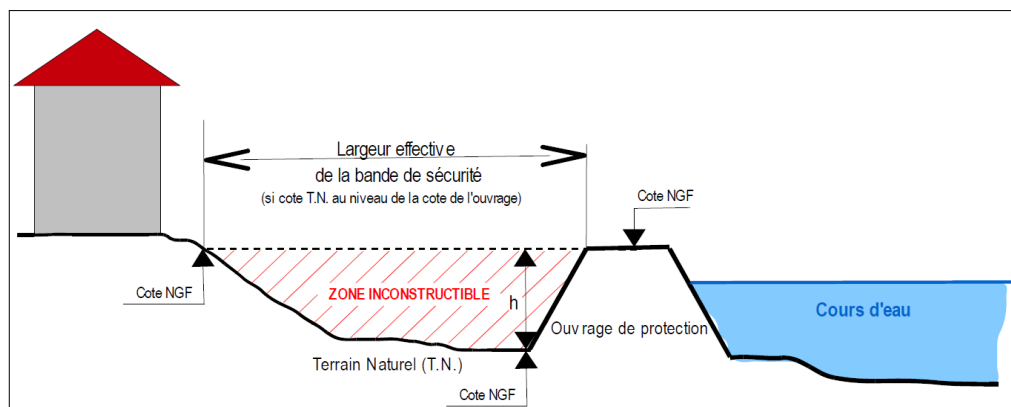 Largeur effective
de la bande de sécurité
(si cote T.N. au niveau de la cote de l'ouvrage)
Cote NGF
Cote NGF
ZONE INCONSTRUCTIBLE
h
Ouvrage de protection
Cours d'eau
Terrain Naturel (T.N.)
Cote NGF